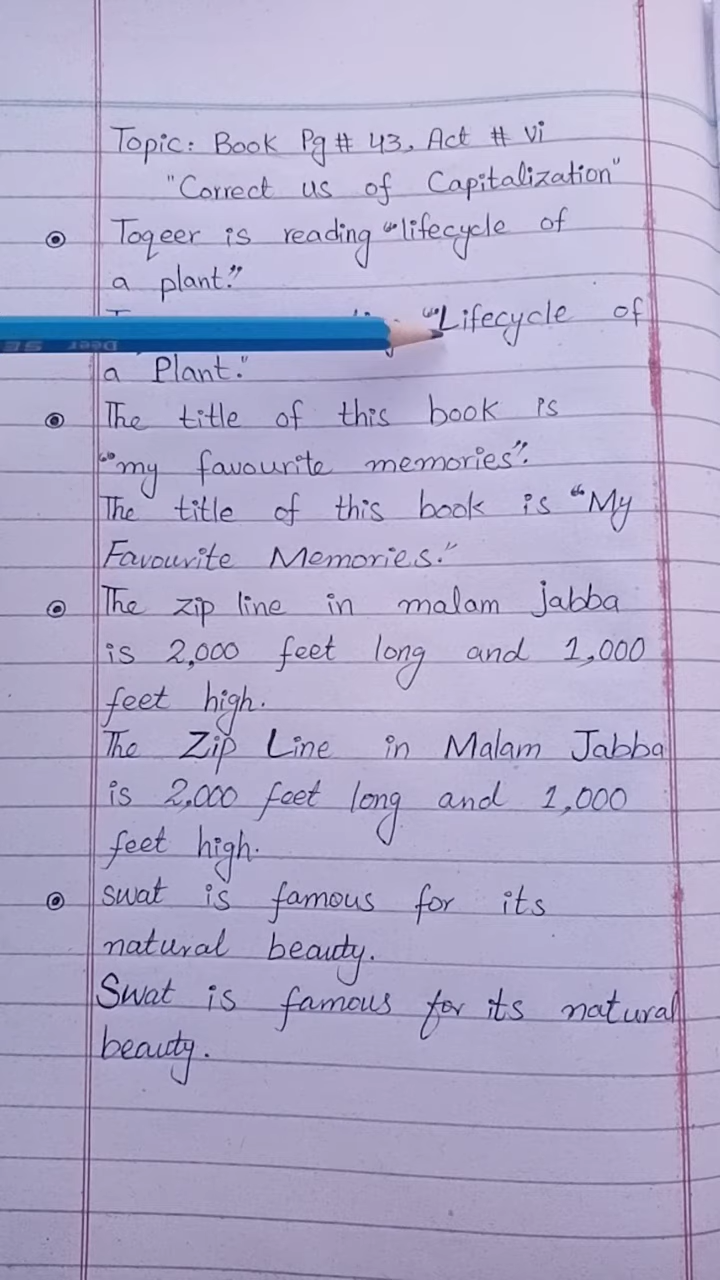 Topic: Book Pg # 43, Act # vi
"Correct us of Capitalization"
Toqeer is reading “lifecycle of
a plant.”
“Lifecycle of
a Plant."
The title of this book is
“my favourite memories”.
The title of this book is “My
Favourite Memories."
The zip line in malam jabba
is 2,000 feet long and 1,000
feet high.
The Zip Line in Malam Jabba
is 2,000 feet long and 1,000
feet high.
swat is famous for its
natural beauty.
Swat is famous for its natural
beauty.
Deer